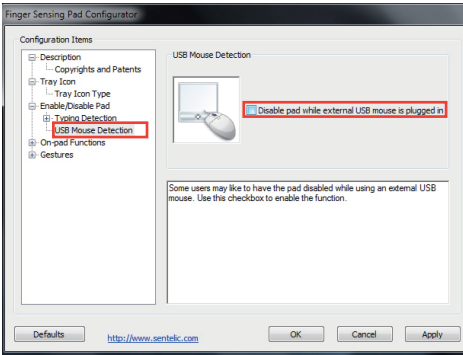 Finger Sensing Pad Configurator
Configuration Items
Description
Copyrights and Patents
Tray Icon
Tray Icon Type
Enable/Disable Pad
Typing Detection
USB Mouse Detection
On-pad Functions
Gestures
USB Mouse Detection
Disable pad while external USB mouse is plugged in
Some users may like to have the pad disabled while using an external USB
mouse. Use this checkbox to enable the function.
Defaults
http://www.sentelic.com
OK
Cancel
Apply